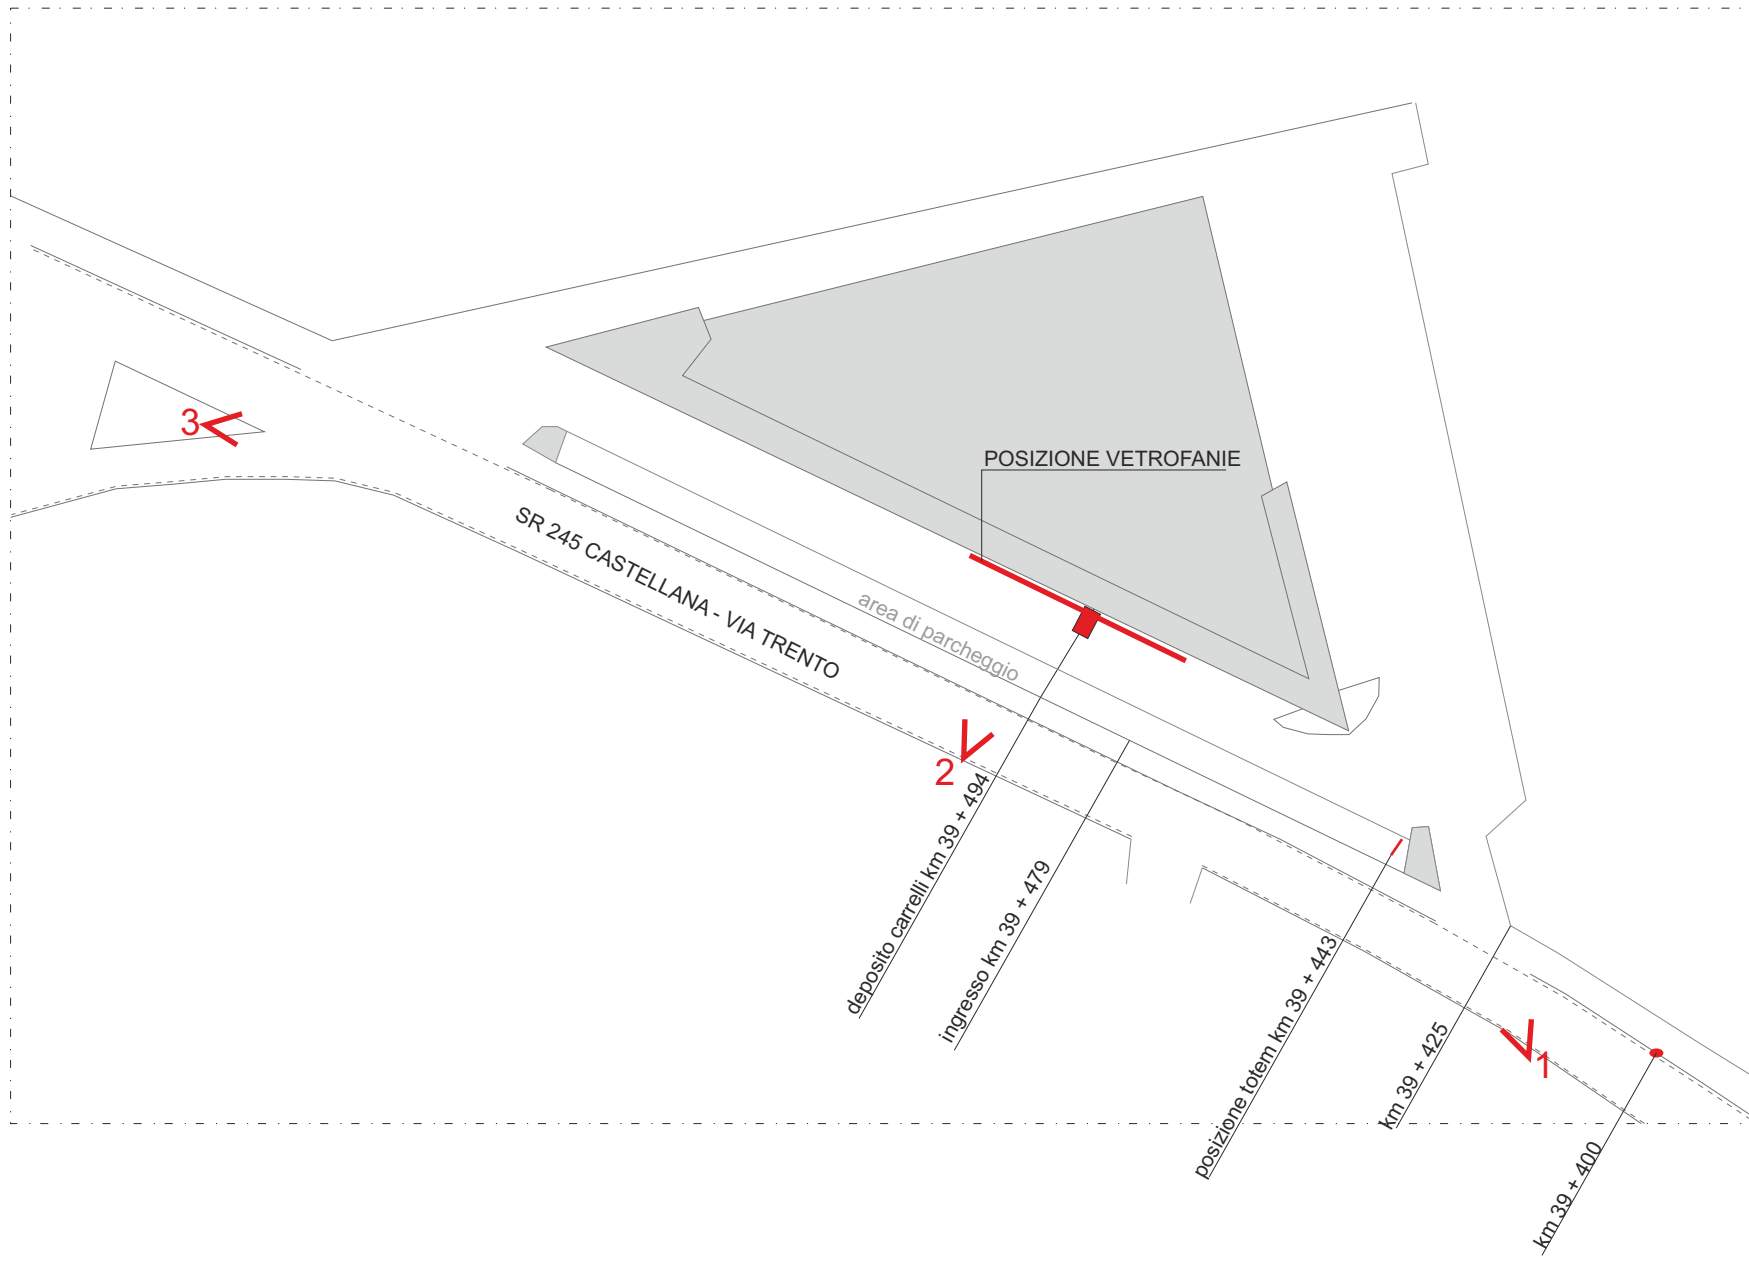 3
POSIZIONE VETROFANIE
SR 245 CASTELLANA - VIA TRENTO
area di parcheggio
2
deposito carrelli km 39 + 494
ingresso km 39 + 479
posizione totem km 39 + 443
km 39 + 425
1
km 39 + 400